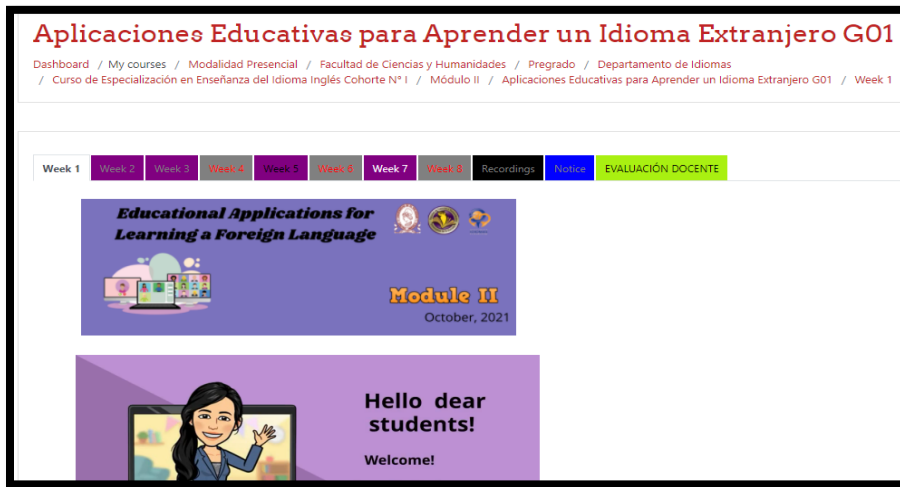 Aplicaciones Educativas para Aprender un Idioma Extranjero G01
Dashboard / My courses / Modalidad Presencial / Facultad de Ciencias y Humanidades / Pregrado / Departamento de Idiomas
/ Curso de Especialización en Enseñanza del Idioma Inglés Cohorte N° I / Módulo II / Aplicaciones Educativas para Aprender un Idioma Extranjero G01 / Week 1
Week 1 Week 2 Week 3 Week 4 Week 5 Week 6 Week 7 Week 8 Recordings Notice EVALUACIÓN DOCENTE
Educational Applications for
Learning a Foreign Language
Module II
October, 2021
Hello dear
students!
Welcome!